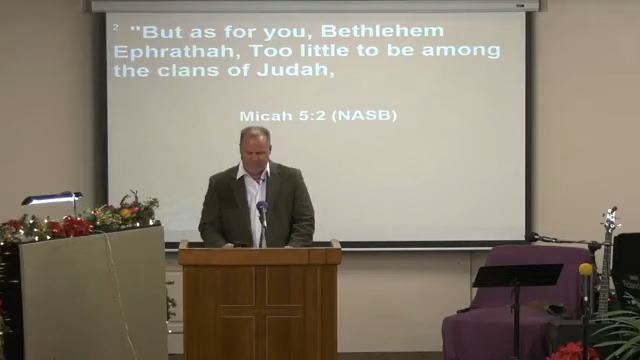 2 "But as for you, Bethlehem
Ephrathah, Too little to be among
the clans of Judah,
Micah 5:2 (NASB)